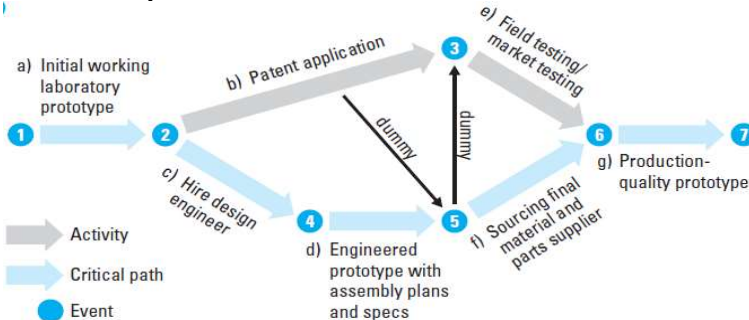 a) Initial working
laboratory
prototype
b) Patent application
e) Field testing/
market testing
1
2
3
dummy
dummy
6
7
c) Hire design
engineer
4
5
g) Production-
quality prototype
d) Engineered
prototype with
assembly plans
and specs
f) Sourcing final
material and
parts supplier
Activity
Critical path
Event